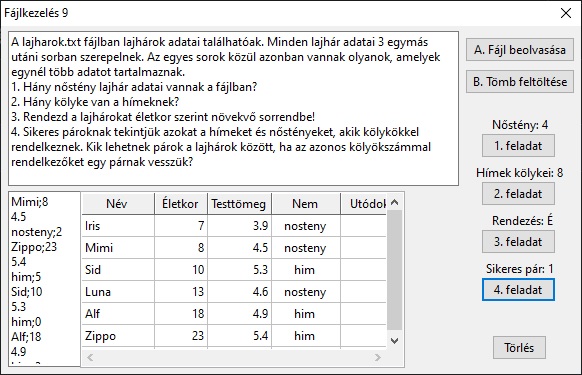 Fájlkezelés 9
A lajharok.txt fájlban lajhárok adatai találhatóak. Minden lajhár adatai 3 egymás
utáni sorban szerepelnek. Az egyes sorok közül azonban vannak olyanok, amelyek
egynél több adatot tartalmaznak.
1. Hány nőstény lajhár adatai vannak a fájlban?
2. Hány kölyke van a hímeknek?
3. Rendezd a lajhárokat életkor szerint növekvő sorrendbe!
4. Sikeres pároknak tekintjük azokat a hímeket és nőstényeket, akik kölykökkel
rendelkeznek. Kik lehetnek párok a lajhárok között, ha az azonos kölyökszámmal
rendelkezőket egy párnak vesszük?
A. Fájl beolvasása
B. Tömb feltöltése
Nőstény: 4
1. feladat
Hímek kölykei: 8
2. feladat
Rendezés: É
3. feladat
Sikeres pár: 1
4. feladat
Törlés
Mimi;8
4.5
nosteny;2
Zippo;23
5.4
him;5
Sid;10
5.3
him;0
Alf;18
4.9
Név Életkor Testtömeg Nem Utódok
Iris 7 3.9 nosteny
Mimi 8 4.5 nosteny
Sid 10 5.3 him
Luna 13 4.6 nosteny
Alf 18 4.9 him
Zippo 23 5.4 him